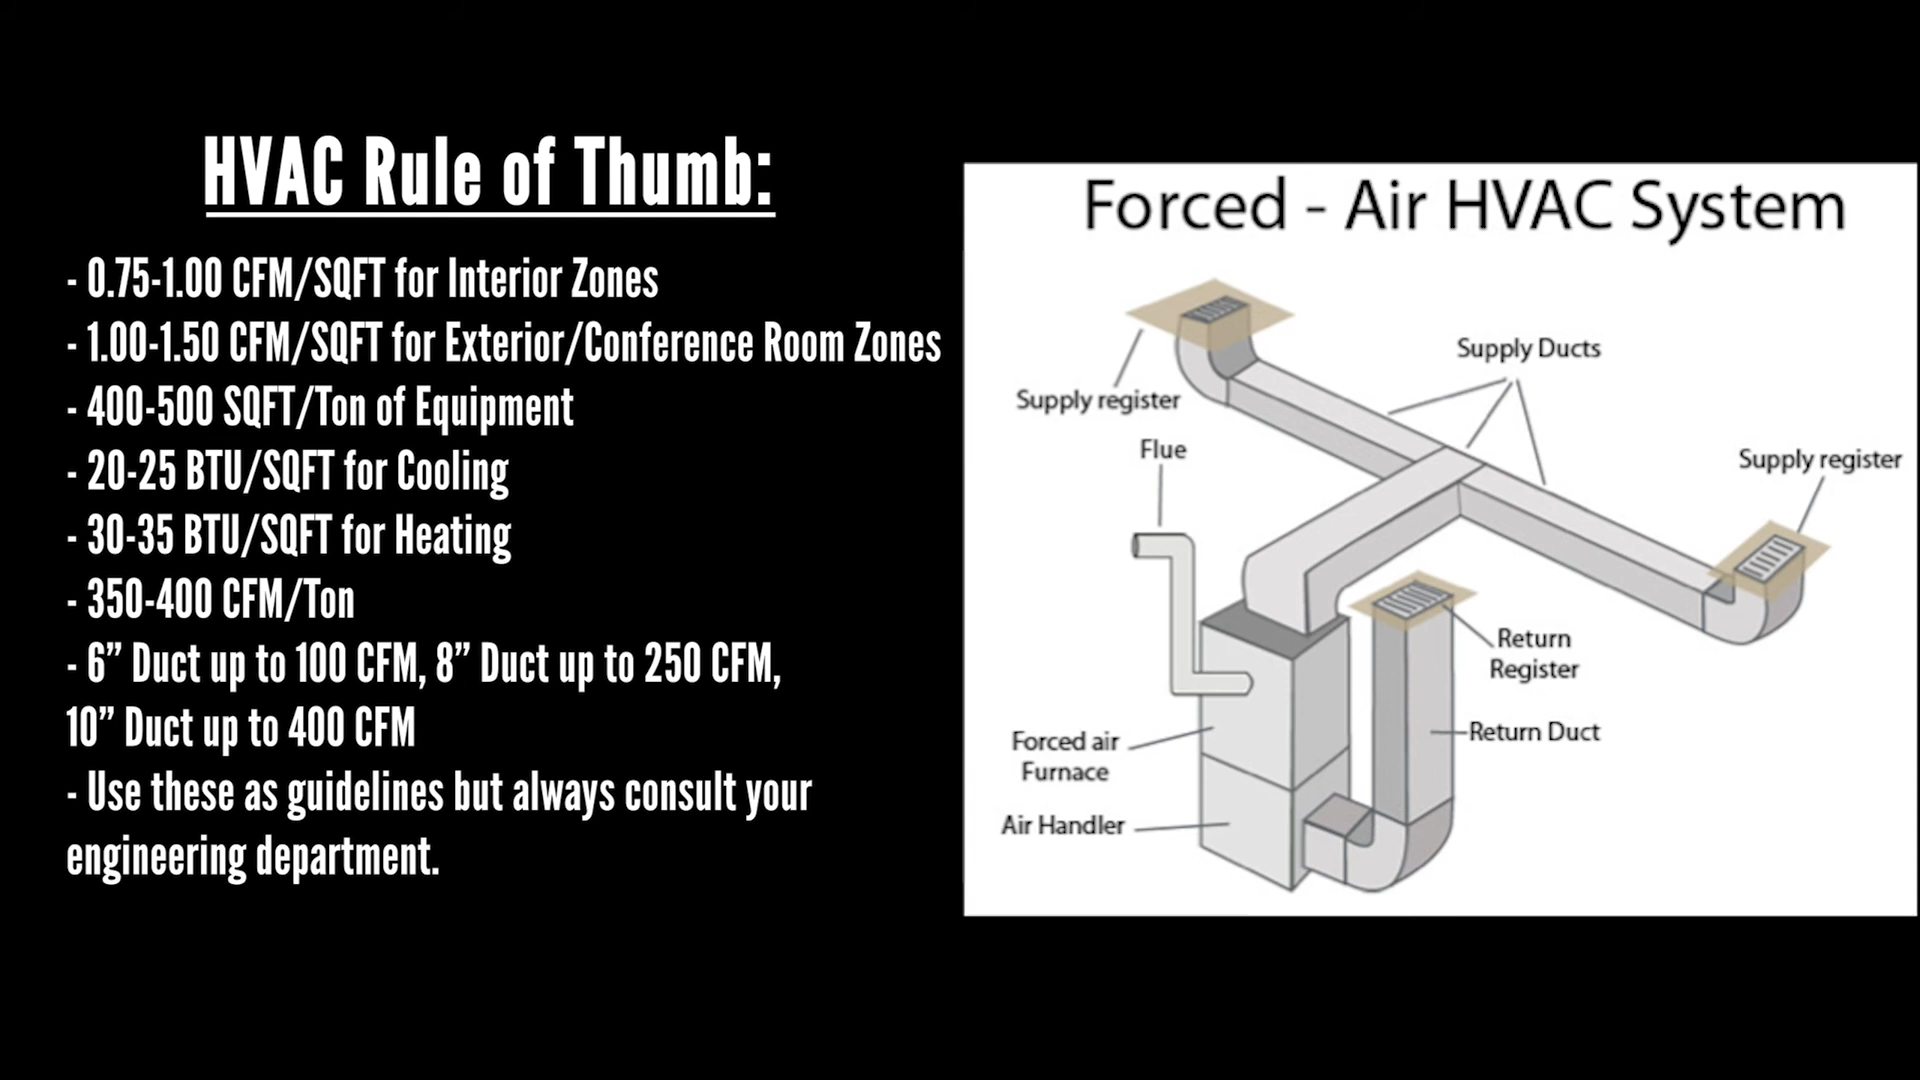 HVAC Rule of Thumb:
- 0.75-1.00 CFM/SQFT for Interior Zones
- 1.00-1.50 CFM/SQFT for Exterior/Conference Room Zones
- 400-500 SQFT/Ton of Equipment
- 20-25 BTU/SQFT for Cooling
- 30-35 BTU/SQFT for Heating
- 350-400 CFM/Ton
- 6” Duct up to 100 CFM, 8” Duct up to 250 CFM,
10” Duct up to 400 CFM
- Use these as guidelines but always consult your
engineering department.
Forced - Air HVAC System
Supply Ducts
Supply register
Flue
Supply register
Return
Register
Return Duct
Forced air
Furnace
Air Handler